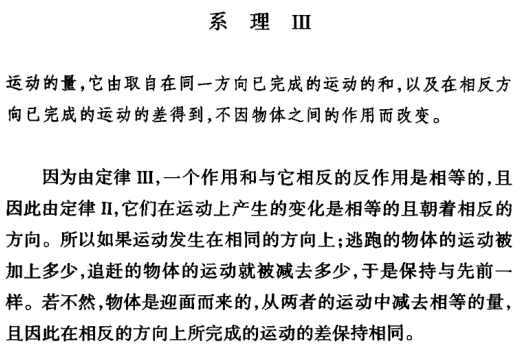 系 理 III
运动的量,它由取自在同一方向已完成的运动的和,以及在相反方
向已完成的运动的差得到,不因物体之间的作用而改变。
因为由定律 III,一个作用和与它相反的反作用是相等的,且
因此由定律 II,它们在运动上产生的变化是相等的且朝着相反的
方向。所以如果运动发生在相同的方向上;逃跑的物体的运动被
加上多少,追赶的物体的运动就被减去多少,于是保持与先前一
样。若不然,物体是迎面而来的,从两者的运动中减去相等的量,
且因此在相反的方向上所完成的运动的差保持相同。